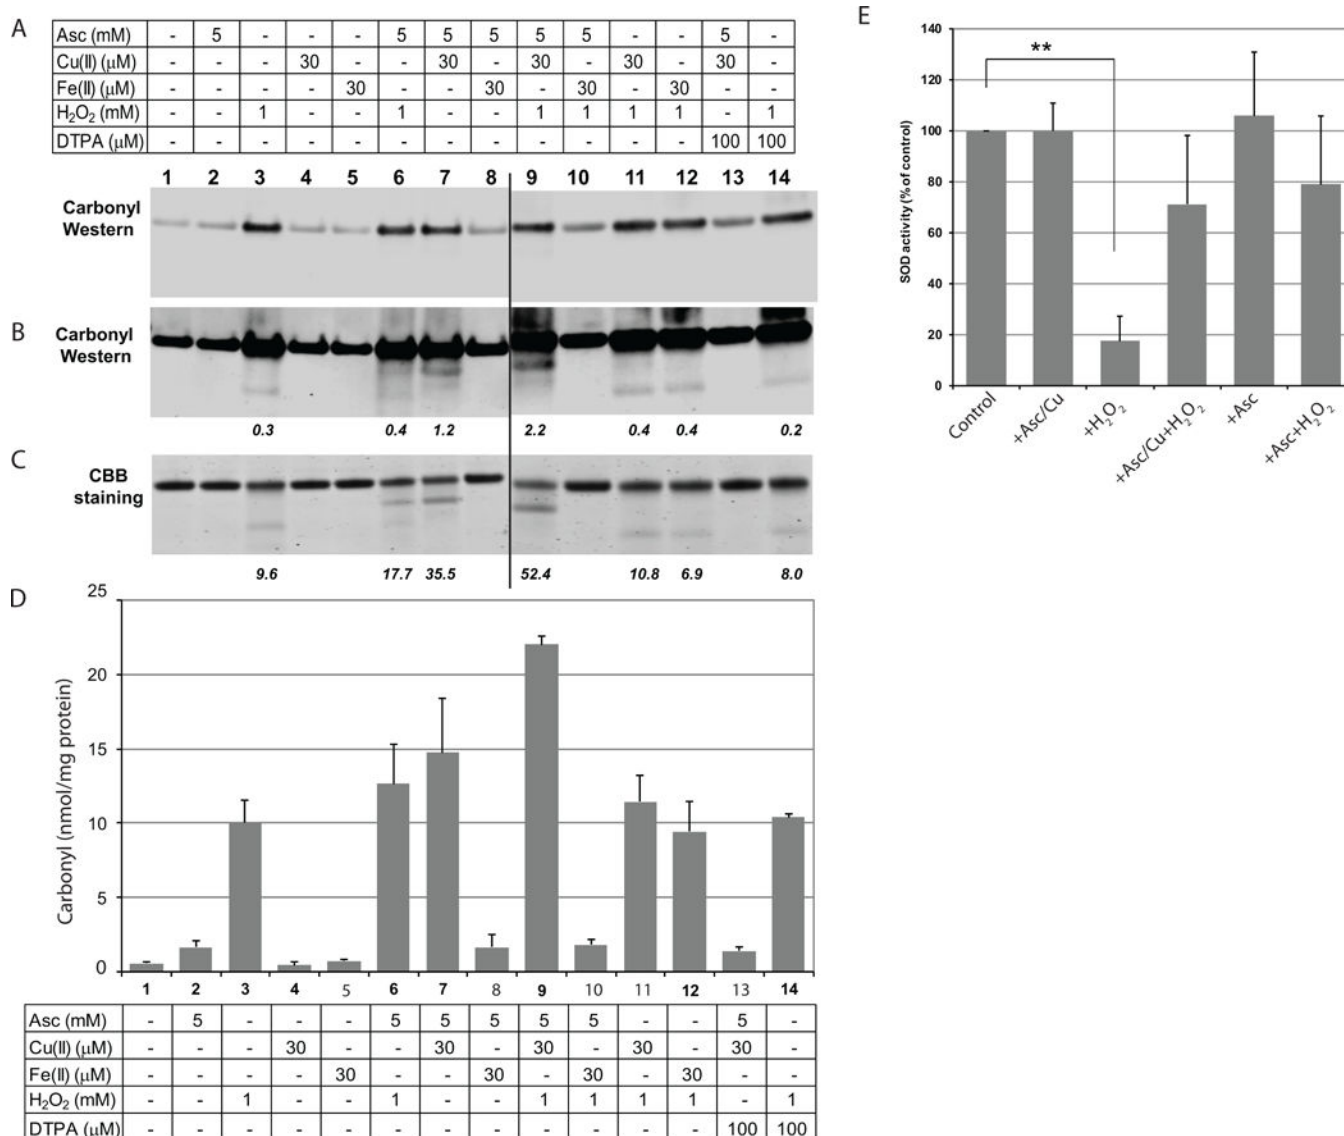 A
Asc (mM) - 5 - - - 5 5 5 5 5 - - 5 -
Cu(II) (μM) - - - 30 - - 30 - 30 - 30 - 30 -
Fe(II) (μM) - - - - 30 - - 30 - 30 - 30 - -
H₂O₂ (mM) - - 1 - - 1 - - 1 1 1 1 - 1
DTPA (μM) - - - - - - - - - - - - 100 100
1 2 3 4 5 6 7 8 9 10 11 12 13 14
Carbonyl
Western
B
Carbonyl
Western
0.3 0.4 1.2 2.2 0.4 0.4 0.2
C
CBB
staining
9.6 17.7 35.5 52.4 10.8 6.9 8.0
D
Carbonyl (nmol/mg protein)
25
20
15
10
5
0
1 2 3 4 5 6 7 8 9 10 11 12 13 14
Asc (mM) - 5 - - - 5 5 5 5 5 - - 5 -
Cu(II) (μM) - - - 30 - - 30 - 30 - 30 - 30 -
Fe(II) (μM) - - - - 30 - - 30 - 30 - 30 - -
H₂O₂ (mM) - - 1 - - 1 - - 1 1 1 1 - 1
DTPA (μM) - - - - - - - - - - - - 100 100
E
SOD activity (% of control)
140
120
100
80
60
40
20
0
**
Control
+Asc/Cu
+H₂O₂
+Asc/Cu+H₂O₂
+Asc
+Asc+H₂O₂